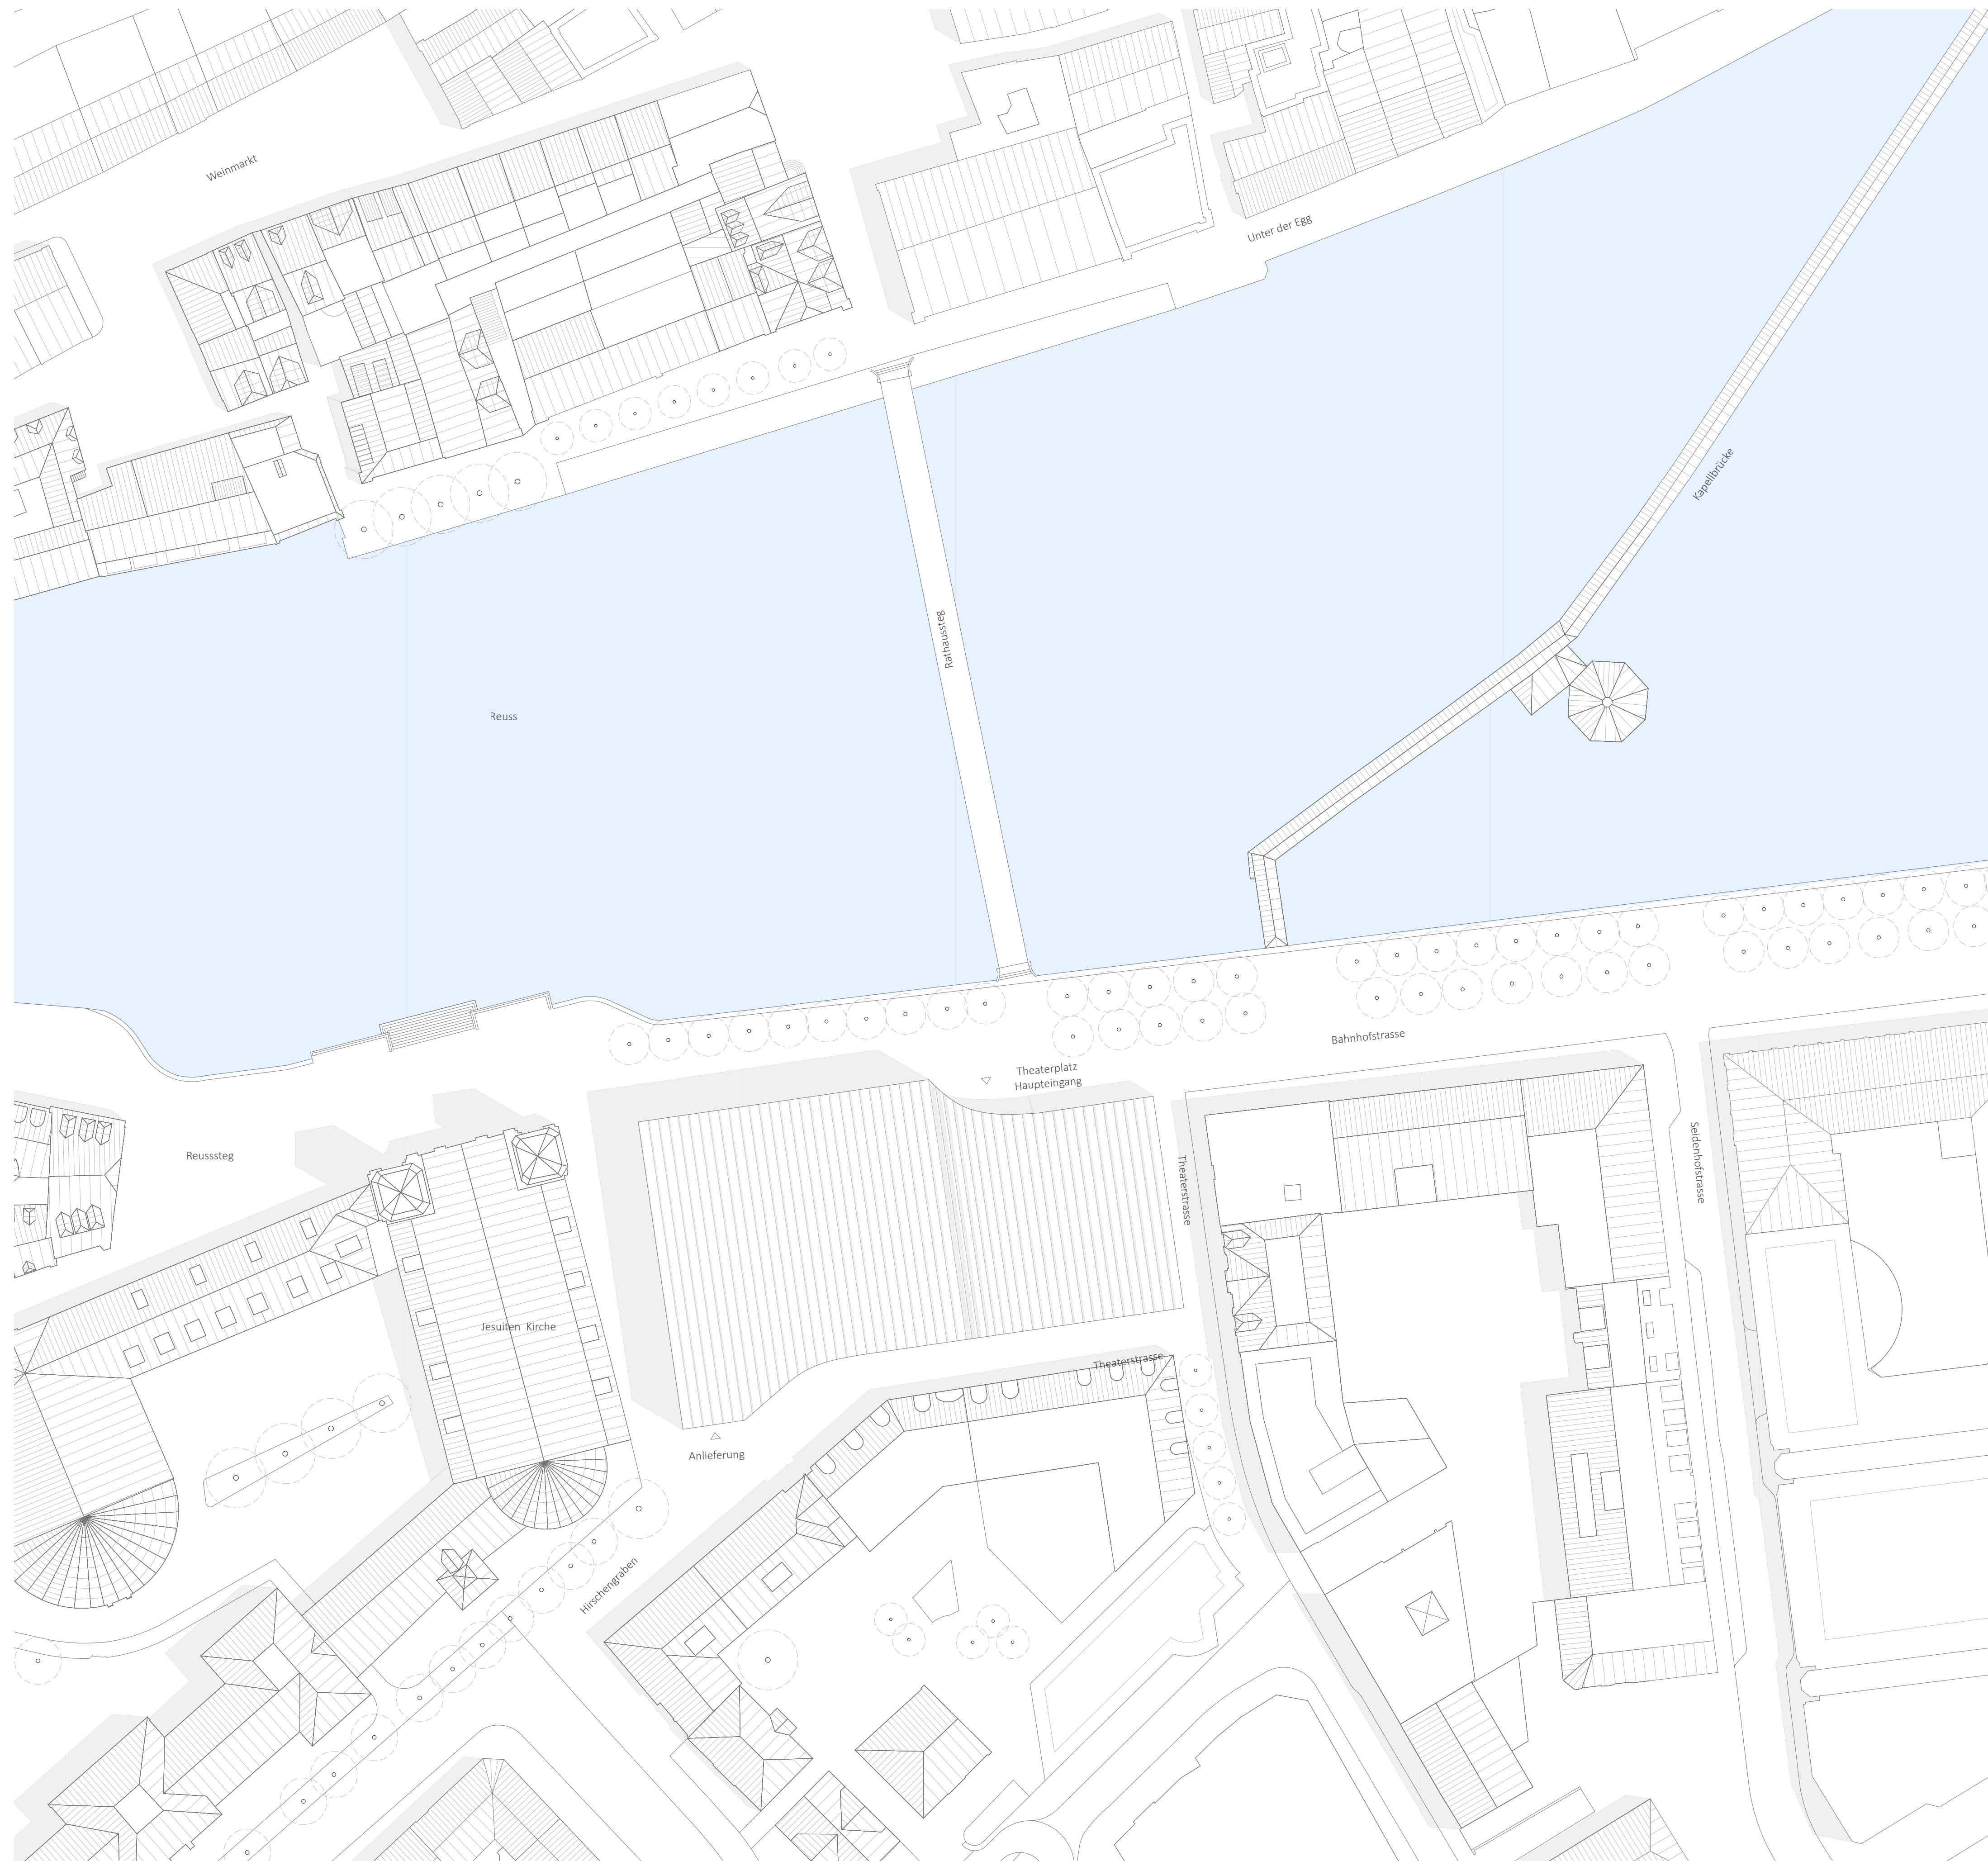 Weinmarkt
Unter der Egg
Kapellbrücke
Rathaussteg
Reuss
Bahnhofstrasse
Theaterplatz
Haupteingang
Reusssteg
Theaterstrasse
Seidenhofstrasse
Jesuiten Kirche
Theaterstrasse
Anlieferung
Hirschengraben